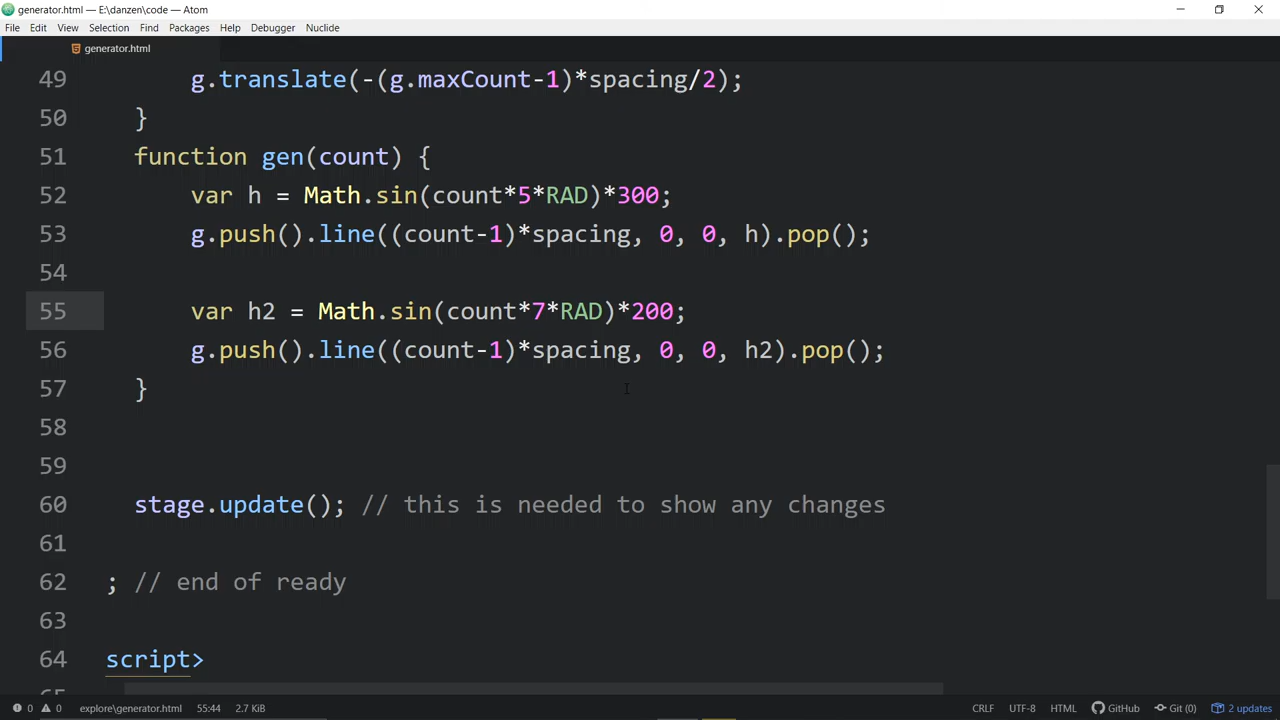 generator.html — E:\danzen\code — Atom
File Edit View Selection Find Packages Help Debugger Nuclide
generator.html
49 g.translate(-(g.maxCount-1)*spacing/2);
50 }
51 function gen(count) {
52 var h = Math.sin(count*5*RAD)*300;
53 g.push().line((count-1)*spacing, 0, 0, h).pop();
54
55 var h2 = Math.sin(count*7*RAD)*200;
56 g.push().line((count-1)*spacing, 0, 0, h2).pop();
57 }
58
59
60 stage.update(); // this is needed to show any changes
61
62 ; // end of ready
63
64 script>
65
0 0 explore\generator.html 55:44 2.7 KiB CRLF UTF-8 HTML GitHub Git (0) 2 updates